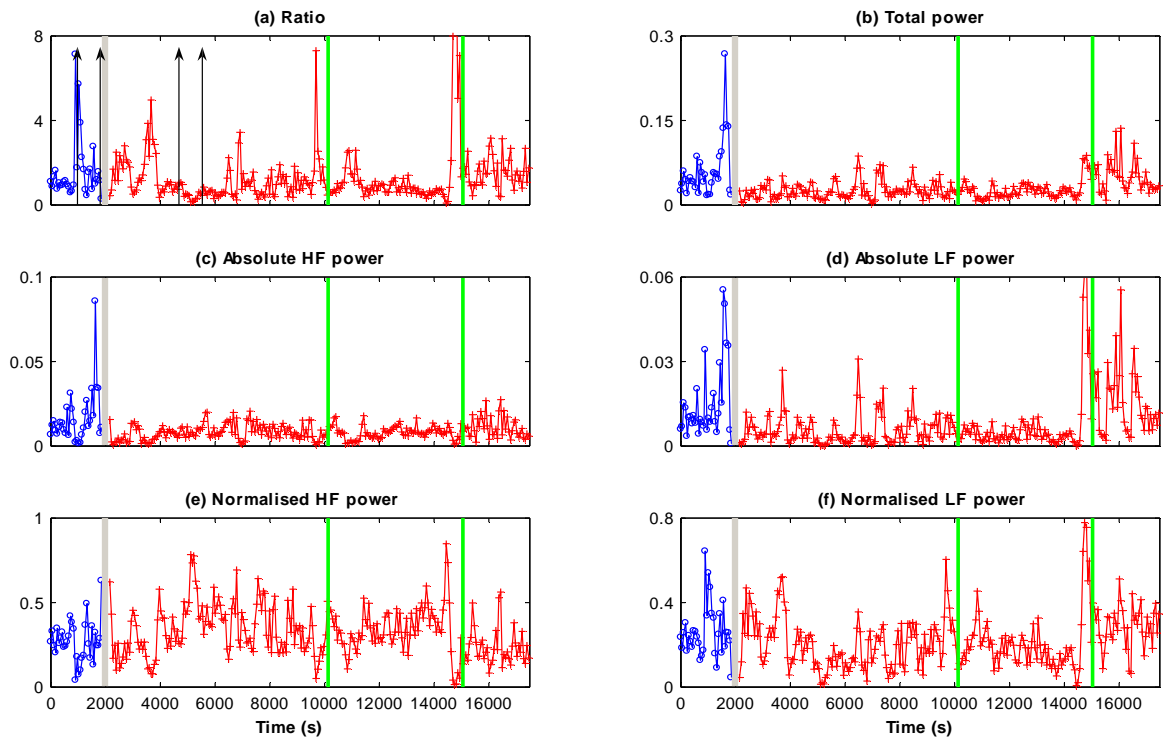 (a) Ratio
(b) Total power
8
4
0
0.3
0.15
0
(c) Absolute HF power
(d) Absolute LF power
0.1
0.05
0
0.06
0.03
0
(e) Normalised HF power
(f) Normalised LF power
1
0.5
0
0.8
0.4
0
0 2000 4000 6000 8000 10000 12000 14000 16000
0 2000 4000 6000 8000 10000 12000 14000 16000
Time (s)
Time (s)